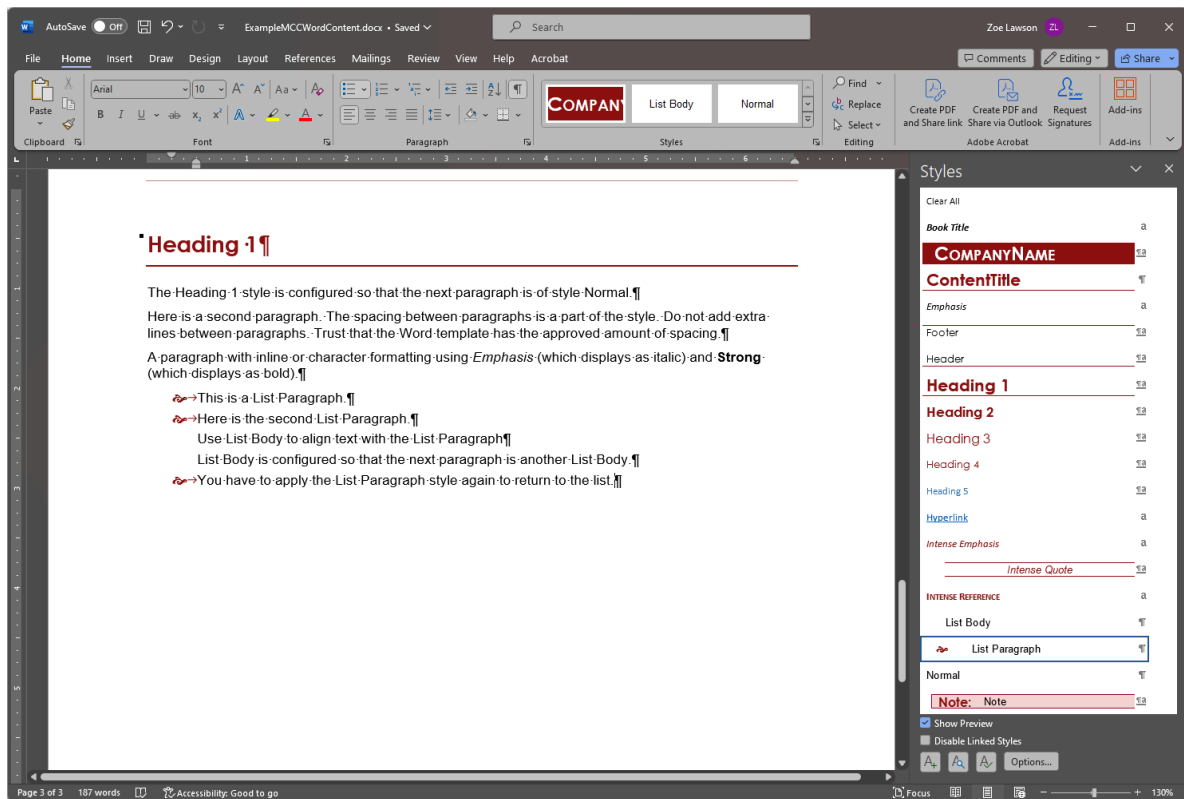 AutoSave Off ExampleMCCWordContent.docx • Saved Search Zoe Lawson ZL
File Home Insert Draw Design Layout References Mailings Review View Help Acrobat Comments Editing Share
Paste
Clipboard
Arial 10
Font
Paragraph
COMPAN List Body Normal
Styles
Find
Replace
Select
Editing
Create PDF and Share link
Create PDF and Share via Outlook
Request Signatures
Adobe Acrobat
Add-ins
Add-ins
Heading 1¶
The Heading 1 style is configured so that the next paragraph is of style Normal.¶
Here is a second paragraph. The spacing between paragraphs is a part of the style. Do not add extra
lines between paragraphs. Trust that the Word template has the approved amount of spacing.¶
A paragraph with inline or character formatting using Emphasis (which displays as italic) and Strong
(which displays as bold).¶
This is a List Paragraph.¶
Here is the second List Paragraph.¶
Use List Body to align text with the List Paragraph¶
List Body is configured so that the next paragraph is another List Body.¶
You have to apply the List Paragraph style again to return to the list.¶
Styles
Clear All
Book Title a
COMPANYNAME ¶a
ContentTitle ¶
Emphasis a
Footer ¶a
Header ¶a
Heading 1 ¶a
Heading 2 ¶a
Heading 3 ¶a
Heading 4 ¶a
Heading 5 ¶a
Hyperlink a
Intense Emphasis a
Intense Quote ¶a
INTENSE REFERENCE a
List Body ¶
List Paragraph ¶
Normal ¶
Note: Note ¶a
Show Preview
Disable Linked Styles
Options...
Page 3 of 3 187 words Accessibility: Good to go Focus 130%